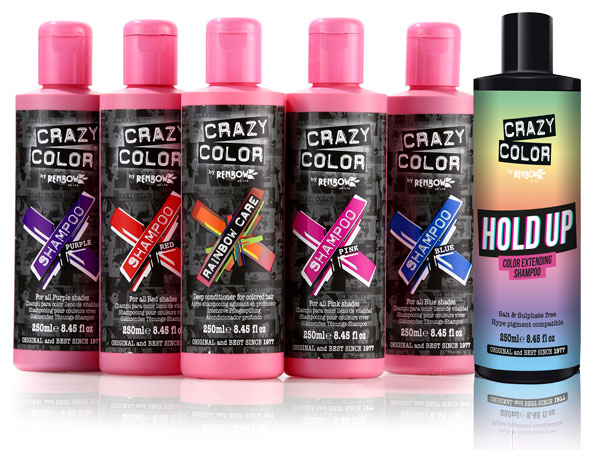 CRAZY
COLOR
by RENBOW
SHAMPOO
PURPLE
For all Purple shades
250ml e 8.45 fl oz
ORIGINAL and BEST SINCE
CRAZY
COLOR
by RENBOW
SHAMPOO
RED
For all Red shades
250ml e 8.45 fl
ORIGINAL and BEST SINCE
CRAZY
COLOR
by RENBOW
RAINBOW CARE
Deep conditioner for colored hair
250ml e 8.45 fl oz
ORIGINAL and BEST SINCE 1977
CRAZY
COLOR
by RENBOW
SHAMPOO
PINK
For all Pink shades
250ml e 8.45 fl oz
ORIGINAL and BEST SINCE 1977
CRAZY
COLOR
by RENBOW
SHAMPOO
BLUE
For all Blue shades
250ml e 8.45 fl oz
ORIGINAL and BEST SINCE 1977
CRAZY
COLOR
by RENBOW
HOLD UP
COLOR EXTENDING
SHAMPOO
Salt & Sulphate free
Hype pigment compatible
250ml e 8.45 fl oz
ORIGINAL and BEST SINCE 1977